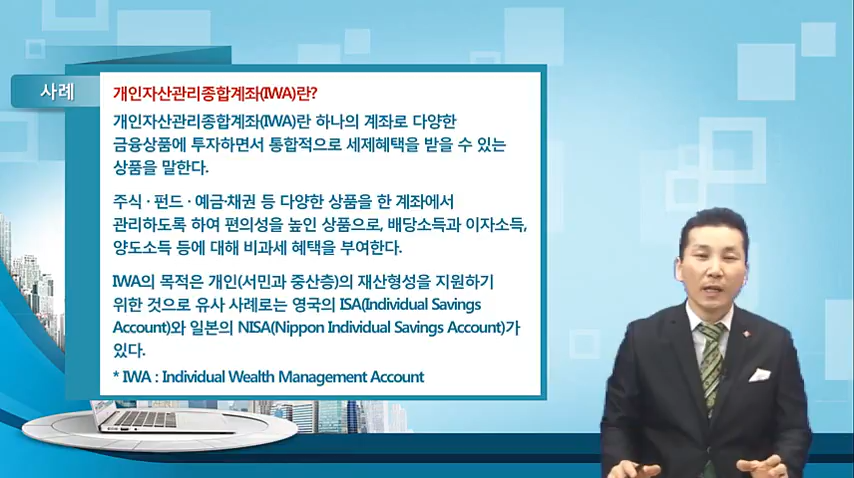 사례
개인자산관리종합계좌(IWA)란?
개인자산관리종합계좌(IWA)란 하나의 계좌로 다양한
금융상품에 투자하면서 통합적으로 세제혜택을 받을 수 있는
상품을 말한다.
주식 · 펀드 · 예금·채권 등 다양한 상품을 한 계좌에서
관리하도록 하여 편의성을 높인 상품으로, 배당소득과 이자소득,
양도소득 등에 대해 비과세 혜택을 부여한다.
IWA의 목적은 개인(서민과 중산층)의 재산형성을 지원하기
위한 것으로 유사 사례로는 영국의 ISA(Individual Savings
Account)와 일본의 NISA(Nippon Individual Savings Account)가
있다.
* IWA : Individual Wealth Management Account